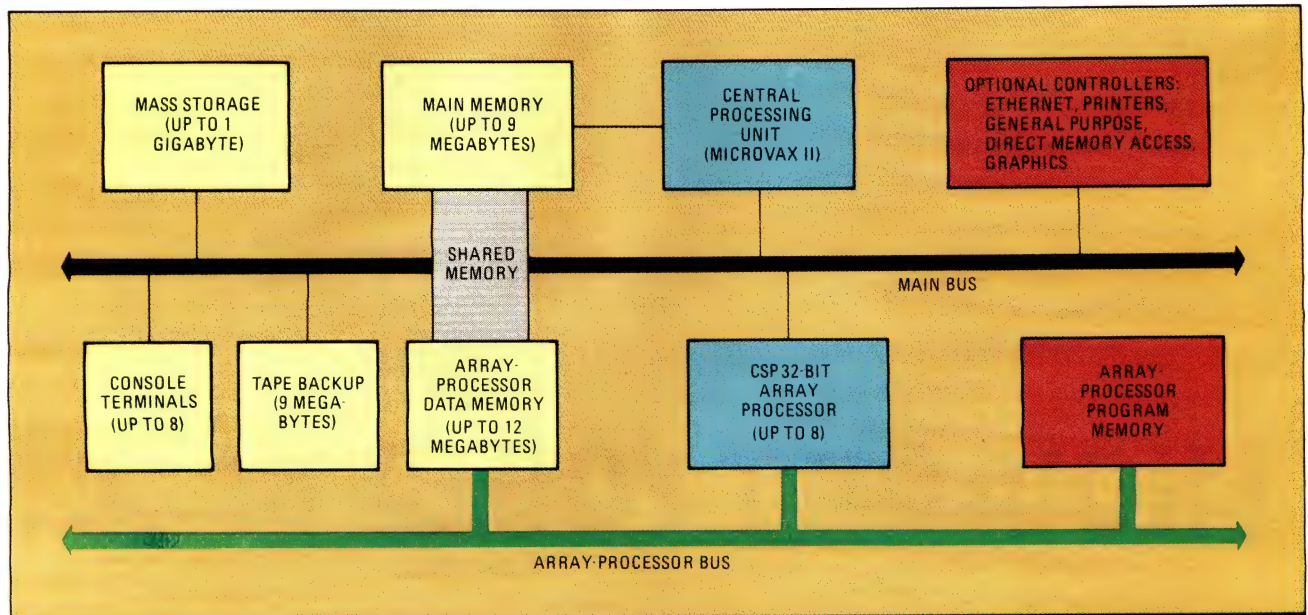 MASS STORAGE
(UP TO 1
GIGABYTE)
MAIN MEMORY
(UP TO 9
MEGABYTES)
CENTRAL
PROCESSING
UNIT
(MICROVAX II)
OPTIONAL CONTROLLERS:
ETHERNET, PRINTERS,
GENERAL PURPOSE,
DIRECT MEMORY ACCESS,
GRAPHICS
SHARED
MEMORY
MAIN BUS
CONSOLE
TERMINALS
(UP TO 8)
TAPE BACKUP
(9 MEGA-
BYTES)
ARRAY-
PROCESSOR
DATA MEMORY
(UP TO 12
MEGABYTES)
CSP 32-BIT
ARRAY
PROCESSOR
(UP TO 8)
ARRAY-
PROCESSOR
PROGRAM
MEMORY
ARRAY-PROCESSOR BUS